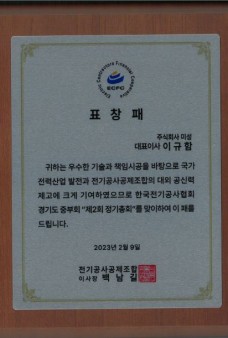 Electric Contractors Financial Cooperative
ECFC
표 창 패
주식회사 미성
대표이사 이 규 함
귀하는 우수한 기술과 책임시공을 바탕으로 국가
전력산업 발전과 전기공사공제조합의 대외 공신력
제고에 크게 기여하였으므로 한국전기공사협회
경기도 중부회 "제2회 정기총회"를 맞이하여 이 패를
드립니다.
2023년 2월 9일
전기공사공제조합
이사장 백 남 길